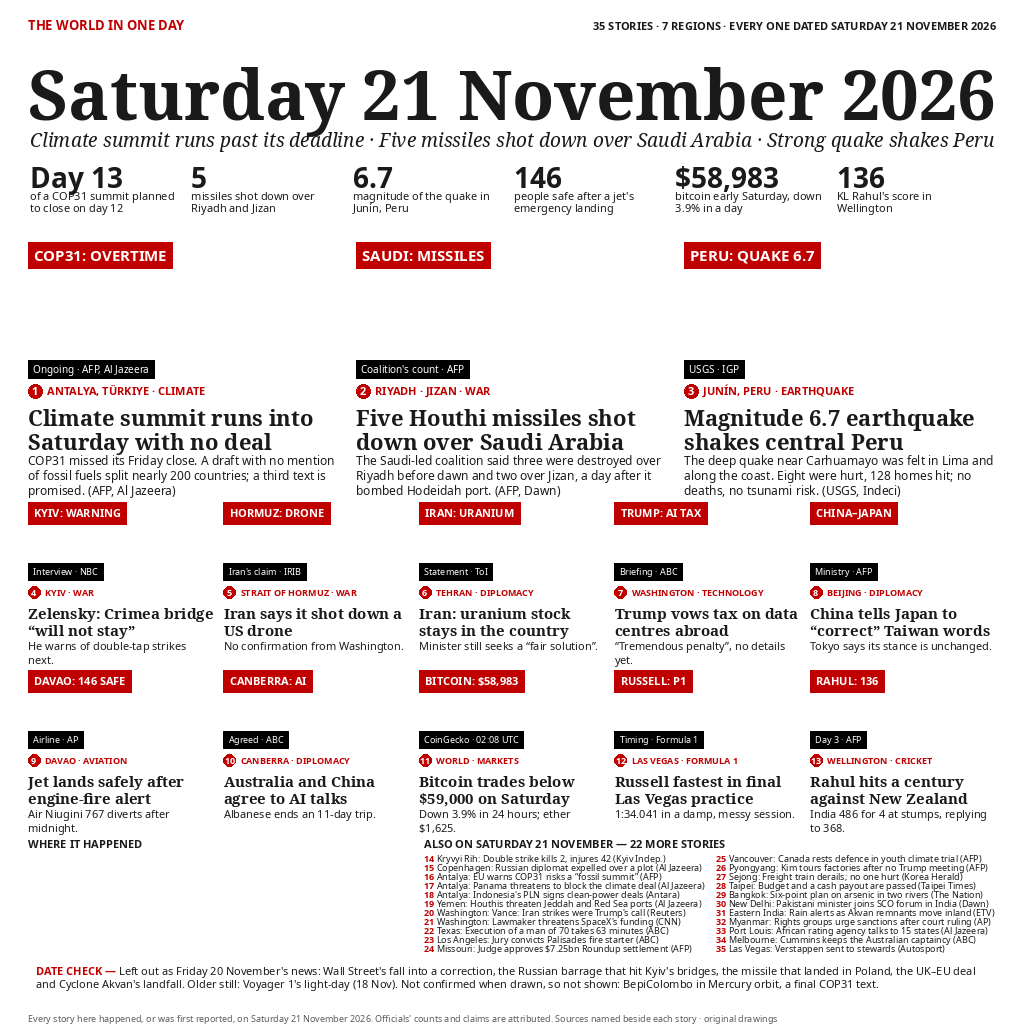 THE WORLD IN ONE DAY
35 STORIES · 7 REGIONS · EVERY ONE DATED SATURDAY 21 NOVEMBER 2026
Saturday 21 November 2026
Climate summit runs past its deadline · Five missiles shot down over Saudi Arabia · Strong quake shakes Peru
Day 13
of a COP31 summit planned
to close on day 12
5
missiles shot down over
Riyadh and Jizan
6.7
magnitude of the quake in
Junín, Peru
146
people safe after a jet's
emergency landing
$58,983
bitcoin early Saturday, down
3.9% in a day
136
KL Rahul's score in
Wellington
COP31: OVERTIME
Ongoing · AFP, Al Jazeera
1 ANTALYA, TÜRKIYE · CLIMATE
Climate summit runs into
Saturday with no deal
COP31 missed its Friday close. A draft with no mention
of fossil fuels split nearly 200 countries; a third text is
promised. (AFP, Al Jazeera)
SAUDI: MISSILES
Coalition's count · AFP
2 RIYADH · JIZAN · WAR
Five Houthi missiles shot
down over Saudi Arabia
The Saudi-led coalition said three were destroyed over
Riyadh before dawn and two over Jizan, a day after it
bombed Hodeidah port. (AFP, Dawn)
PERU: QUAKE 6.7
USGS · IGP
3 JUNÍN, PERU · EARTHQUAKE
Magnitude 6.7 earthquake
shakes central Peru
The deep quake near Carhuamayo was felt in Lima and
along the coast. Eight were hurt, 128 homes hit; no
deaths, no tsunami risk. (USGS, Indeci)
KYIV: WARNING
Interview · NBC
4 KYIV · WAR
Zelensky: Crimea bridge
“will not stay”
He warns of double-tap strikes
next.
HORMUZ: DRONE
Iran's claim · IRIB
5 STRAIT OF HORMUZ · WAR
Iran says it shot down a
US drone
No confirmation from Washington.
IRAN: URANIUM
Statement · ToI
6 TEHRAN · DIPLOMACY
Iran: uranium stock
stays in the country
Minister still seeks a “fair solution”.
TRUMP: AI TAX
Briefing · ABC
7 WASHINGTON · TECHNOLOGY
Trump vows tax on data
centres abroad
“Tremendous penalty”, no details
yet.
CHINA–JAPAN
Ministry · AFP
8 BEIJING · DIPLOMACY
China tells Japan to
“correct” Taiwan words
Tokyo says its stance is unchanged.
DAVAO: 146 SAFE
Airline · AP
9 DAVAO · AVIATION
Jet lands safely after
engine-fire alert
Air Niugini 767 diverts after
midnight.
CANBERRA: AI
Agreed · ABC
10 CANBERRA · DIPLOMACY
Australia and China
agree to AI talks
Albanese ends an 11-day trip.
BITCOIN: $58,983
CoinGecko · 02:08 UTC
11 WORLD · MARKETS
Bitcoin trades below
$59,000 on Saturday
Down 3.9% in 24 hours; ether
$1,625.
RUSSELL: P1
Timing · Formula 1
12 LAS VEGAS · FORMULA 1
Russell fastest in final
Las Vegas practice
1:34.041 in a damp, messy session.
RAHUL: 136
Day 3 · AFP
13 WELLINGTON · CRICKET
Rahul hits a century
against New Zealand
India 486 for 4 at stumps, replying
to 368.
WHERE IT HAPPENED
ALSO ON SATURDAY 21 NOVEMBER — 22 MORE STORIES
14 Kryvyi Rih: Double strike kills 2, injures 42 (Kyiv Indep.)
15 Copenhagen: Russian diplomat expelled over a plot (Al Jazeera)
16 Antalya: EU warns COP31 risks a “fossil summit” (AFP)
17 Antalya: Panama threatens to block the climate deal (Al Jazeera)
18 Antalya: Indonesia's PLN signs clean-power deals (Antara)
19 Yemen: Houthis threaten Jeddah and Red Sea ports (Al Jazeera)
20 Washington: Vance: Iran strikes were Trump's call (Reuters)
21 Washington: Lawmaker threatens SpaceX's funding (CNN)
22 Texas: Execution of a man of 70 takes 63 minutes (ABC)
23 Los Angeles: Jury convicts Palisades fire starter (ABC)
24 Missouri: Judge approves $7.25bn Roundup settlement (AFP)
25 Vancouver: Canada rests defence in youth climate trial (AFP)
26 Pyongyang: Kim tours factories after no Trump meeting (AFP)
27 Sejong: Freight train derails; no one hurt (Korea Herald)
28 Taipei: Budget and a cash payout are passed (Taipei Times)
29 Bangkok: Six-point plan on arsenic in two rivers (The Nation)
30 New Delhi: Pakistani minister joins SCO forum in India (Dawn)
31 Eastern India: Rain alerts as Akvan remnants move inland (ETV)
32 Myanmar: Rights groups urge sanctions after court ruling (AP)
33 Port Louis: African rating agency talks to 15 states (Al Jazeera)
34 Melbourne: Cummins keeps the Australian captaincy (ABC)
35 Las Vegas: Verstappen sent to stewards (Autosport)
DATE CHECK — Left out as Friday 20 November's news: Wall Street's fall into a correction, the Russian barrage that hit Kyiv's bridges, the missile that landed in Poland, the UK–EU deal
and Cyclone Akvan's landfall. Older still: Voyager 1's light-day (18 Nov). Not confirmed when drawn, so not shown: BepiColombo in Mercury orbit, a final COP31 text.
Every story here happened, or was first reported, on Saturday 21 November 2026. Officials' counts and claims are attributed. Sources named beside each story · original drawings